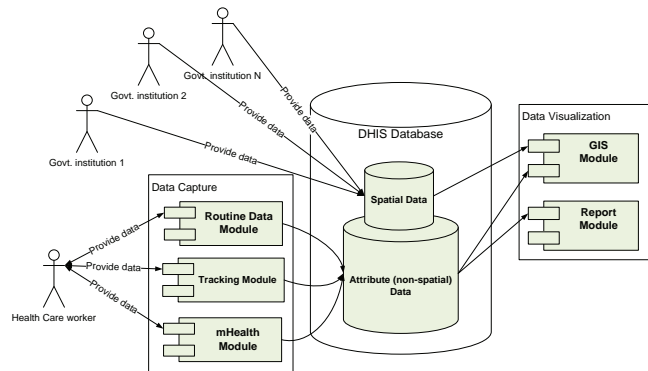 Govt. institution N
Govt. institution 2
Govt. institution 1
Provide data
Provide data
Provide data
DHIS Database
Spatial Data
Attribute (non-spatial)
Data
Data Visualization
GIS
Module
Report
Module
Data Capture
Routine Data
Module
Tracking Module
mHealth
Module
Provide data
Provide data
Provide data
Health Care worker